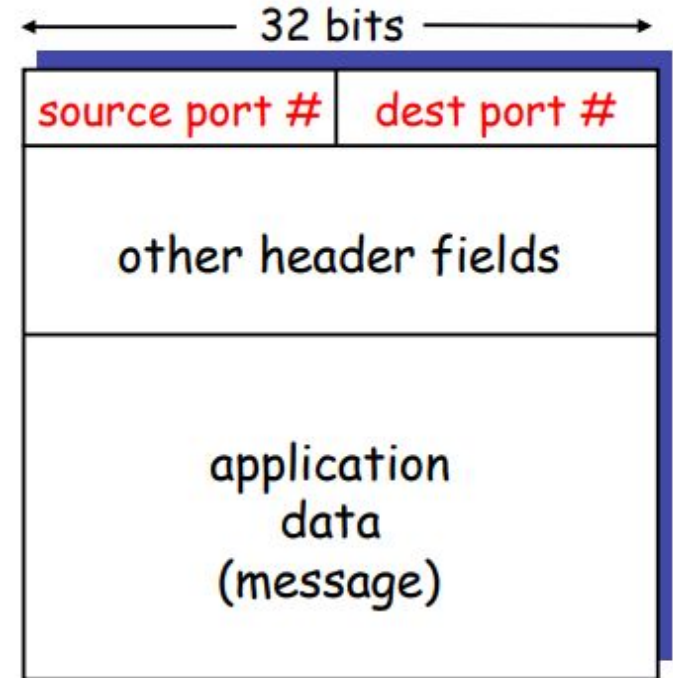 32 bits
source port # dest port #
other header fields
application
data
(message)